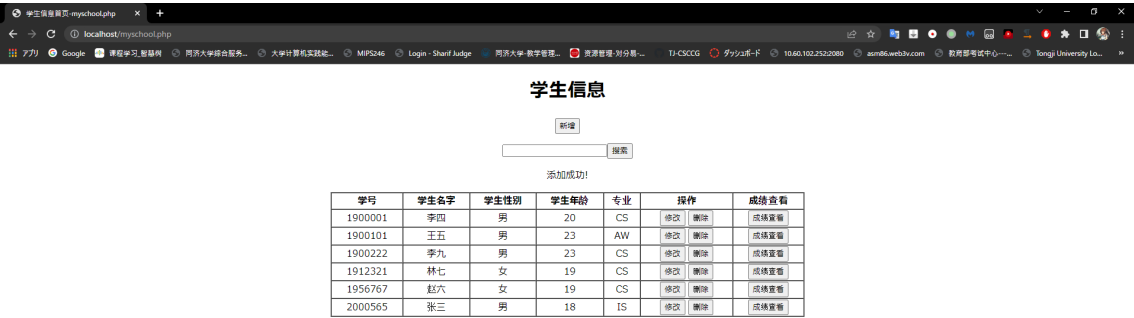 学生信息首页-myschool.php
localhost/myschool.php
アプリ Google 课程学习_智慧树 同济大学综合服务... 大学计算机实践能... MIPS246 Login - Sharif Judge 同济大学-教学管理... 资源管理-对分易-... TJ-CSCCG ダッシュボード 10.60.102.252:2080 asm86.web3v.com 教育部考试中心---... Tongji University Lo... »
学生信息
新增
搜索
添加成功!
学号 学生名字 学生性别 学生年龄 专业 操作 成绩查看
1900001 李四 男 20 CS 修改 删除 成绩查看
1900101 王五 男 23 AW 修改 删除 成绩查看
1900222 李九 男 23 CS 修改 删除 成绩查看
1912321 林七 女 19 CS 修改 删除 成绩查看
1956767 赵六 女 19 CS 修改 删除 成绩查看
2000565 张三 男 18 IS 修改 删除 成绩查看